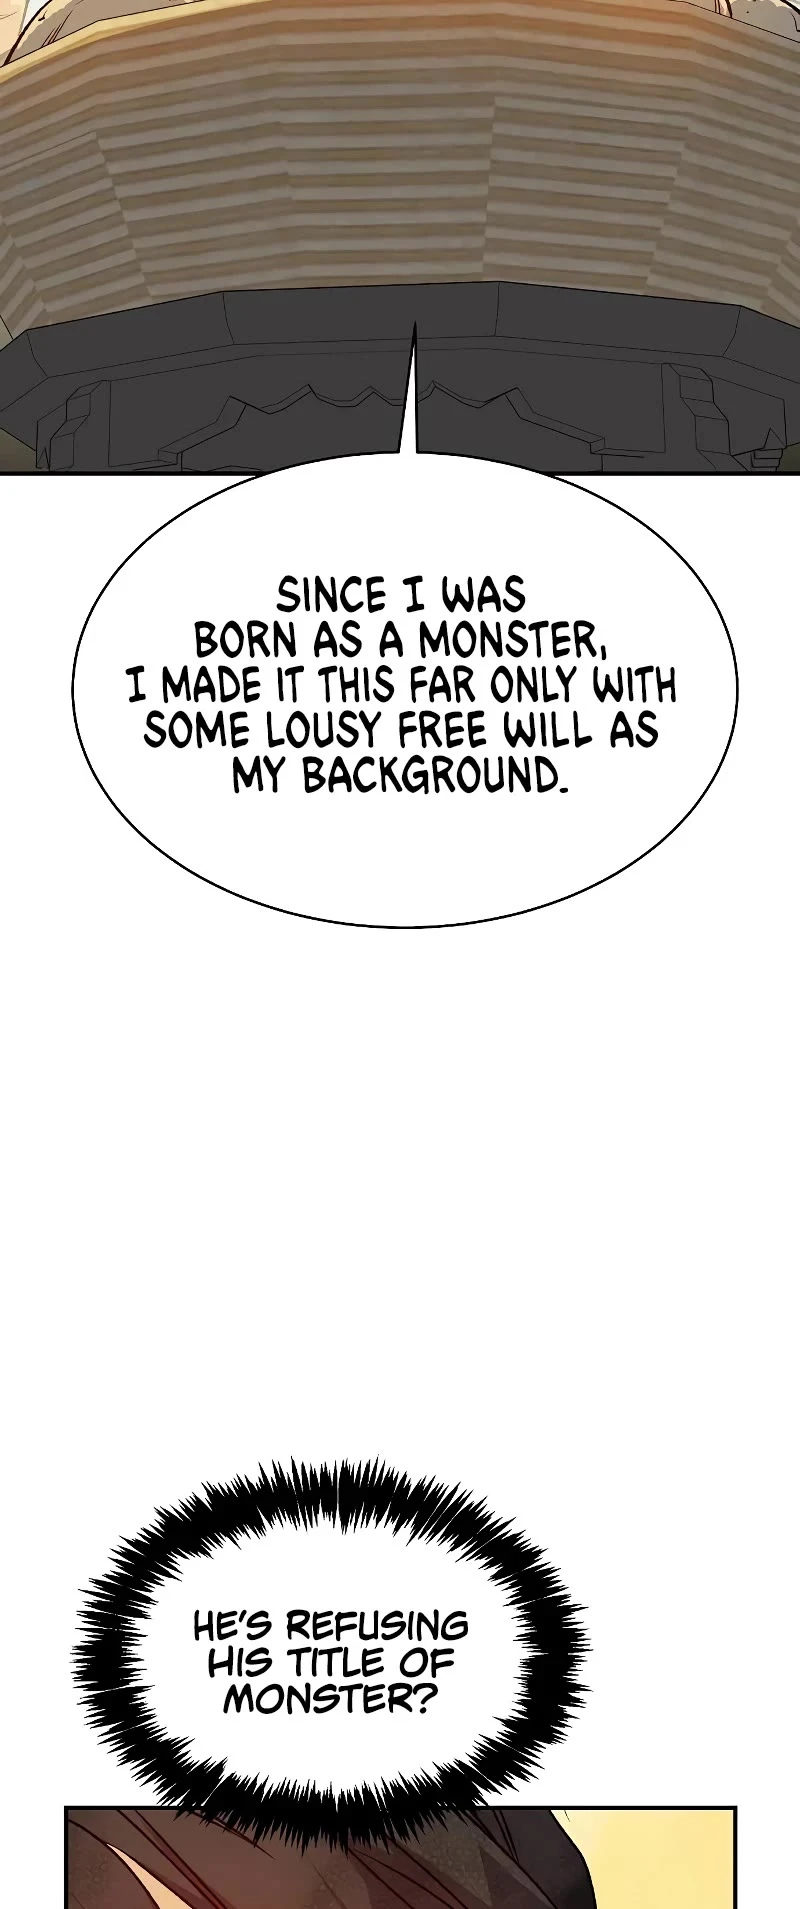 SINCE I WAS
BORN AS A MONSTER,
I MADE IT THIS FAR ONLY WITH
SOME LOUSY FREE WILL AS
MY BACKGROUND.
HE'S REFUSING
HIS TITLE OF
MONSTER?